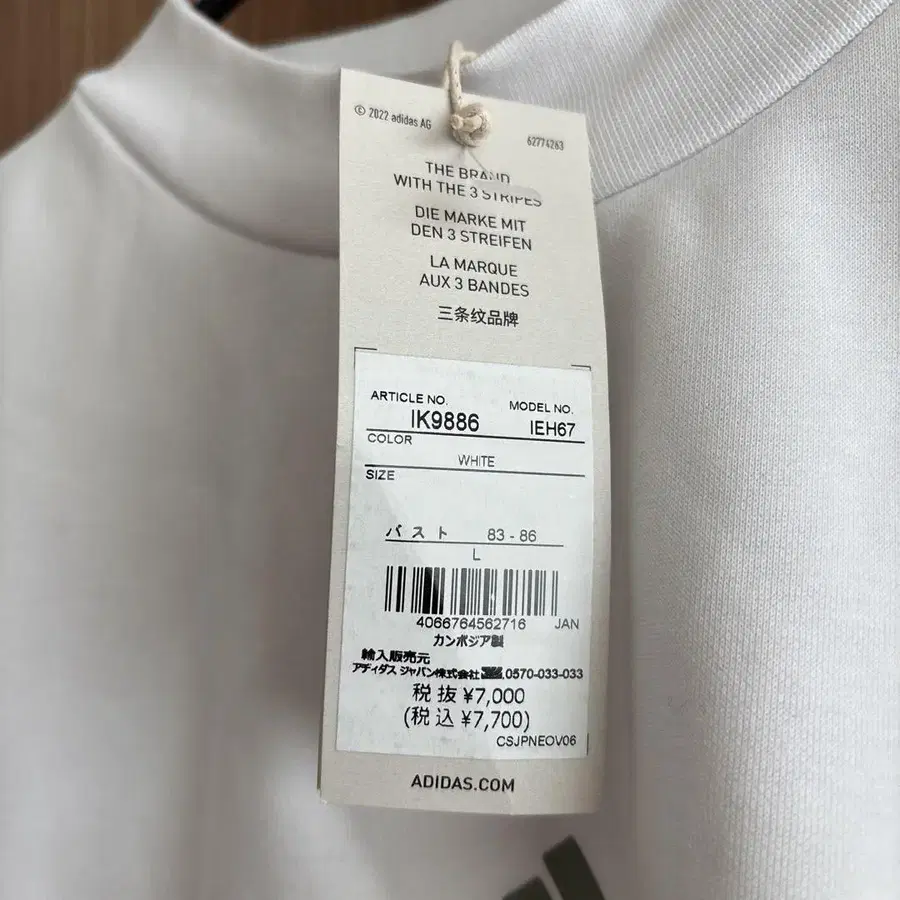 © 2022 adidas AG
62774263
THE BRAND
WITH THE 3 STRIPES
DIE MARKE MIT
DEN 3 STREIFEN
LA MARQUE
AUX 3 BANDES
三条纹品牌
ARTICLE NO.
MODEL NO.
IK9886
IEH67
COLOR
WHITE
SIZE
バスト 83 - 86
L
4066764562716 JAN
カンボジア製
輸入販売元
アディダス ジャパン株式会社 0570-033-033
税抜 ¥7,000
(税込 ¥7,700)
CSJPNEOV06
ADIDAS.COM